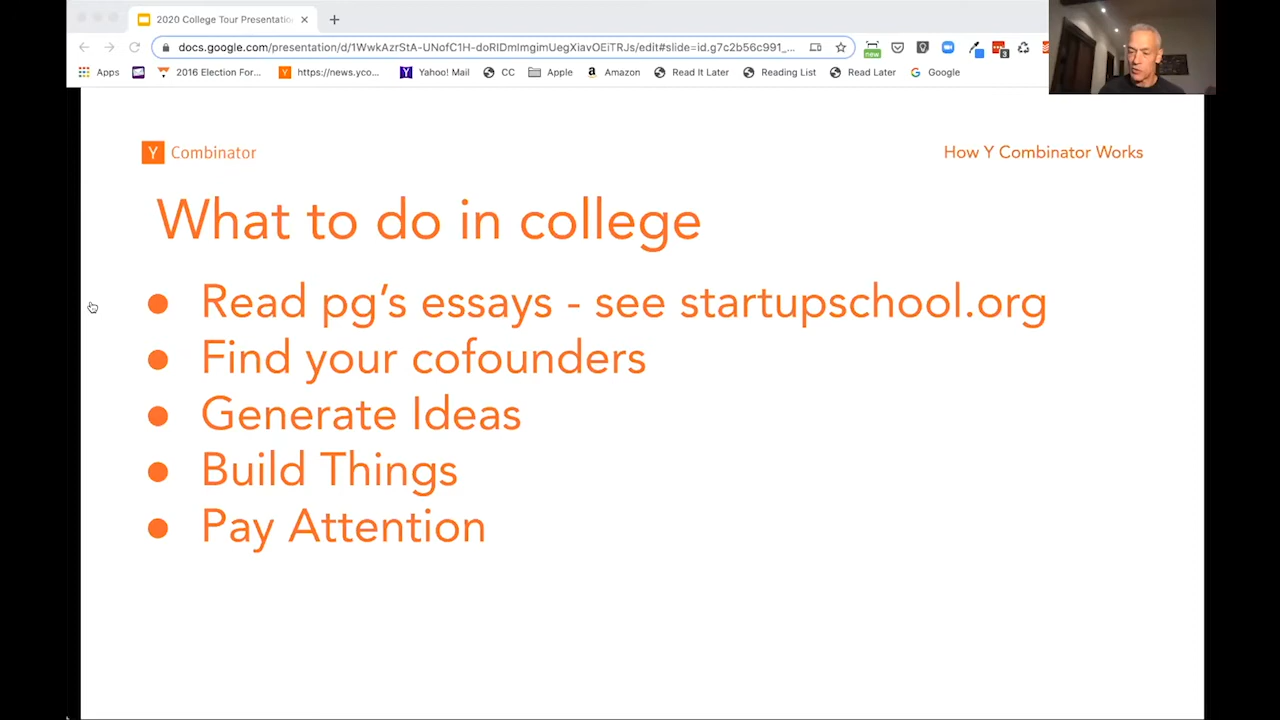 2020 College Tour Presentatio
docs.google.com/presentation/d/1WwkAzrStA-UNofC1H-doRIDmImgimUegXiavOEiTRJs/edit#slide=id.g7c2b56c991_...
new
3
Apps
2016 Election For...
https://news.yco...
Yahoo! Mail
CC
Apple
Amazon
Read It Later
Reading List
Read Later
Google
Y Combinator
How Y Combinator Works
What to do in college
● Read pg's essays - see startupschool.org
● Find your cofounders
● Generate Ideas
● Build Things
● Pay Attention